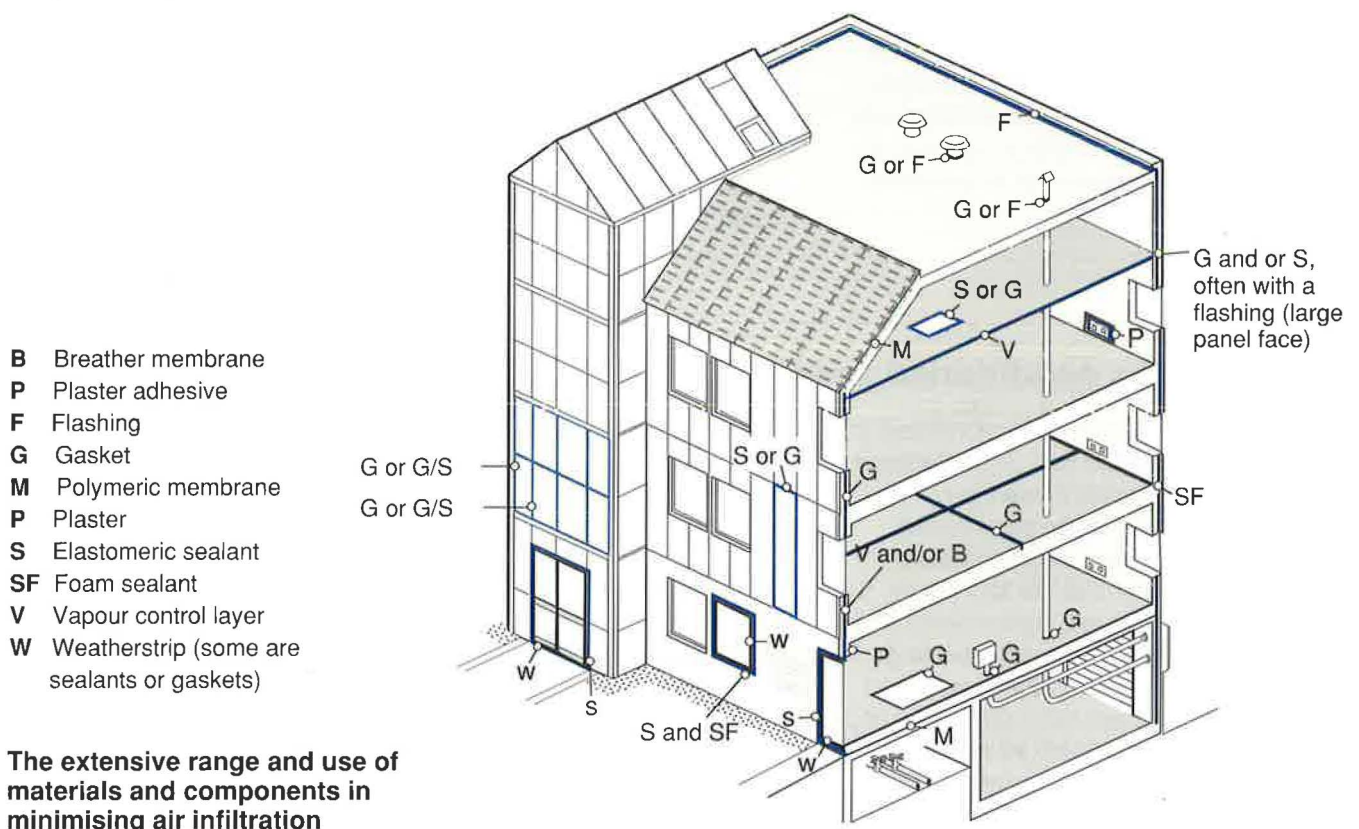 F
G or F
G or F
G and or S,
often with a
flashing (large
panel face)
S or G
P
M
V
B Breather membrane
P Plaster adhesive
F Flashing
G Gasket
M Polymeric membrane
P Plaster
S Elastomeric sealant
SF Foam sealant
V Vapour control layer
W Weatherstrip (some are
sealants or gaskets)
G or G/S
G or G/S
S or G
G
SF
G
V and/or B
W
S
W
S and SF
P
G
G
G
S
W
M
The extensive range and use of
materials and components in
minimising air infiltration